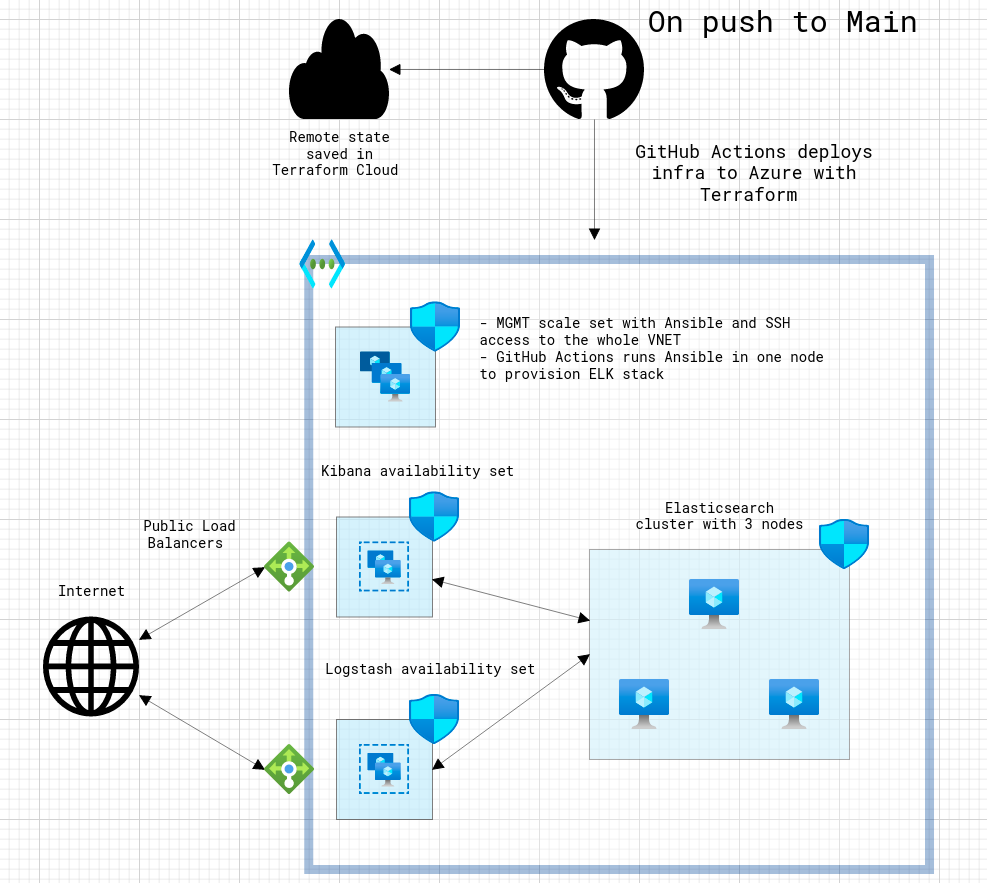 On push to Main
Remote state
saved in
Terraform Cloud
GitHub Actions deploys
infra to Azure with
Terraform
- MGMT scale set with Ansible and SSH
access to the whole VNET
- GitHub Actions runs Ansible in one node
to provision ELK stack
Kibana availability set
Elasticsearch
cluster with 3 nodes
Public Load
Balancers
Internet
Logstash availability set